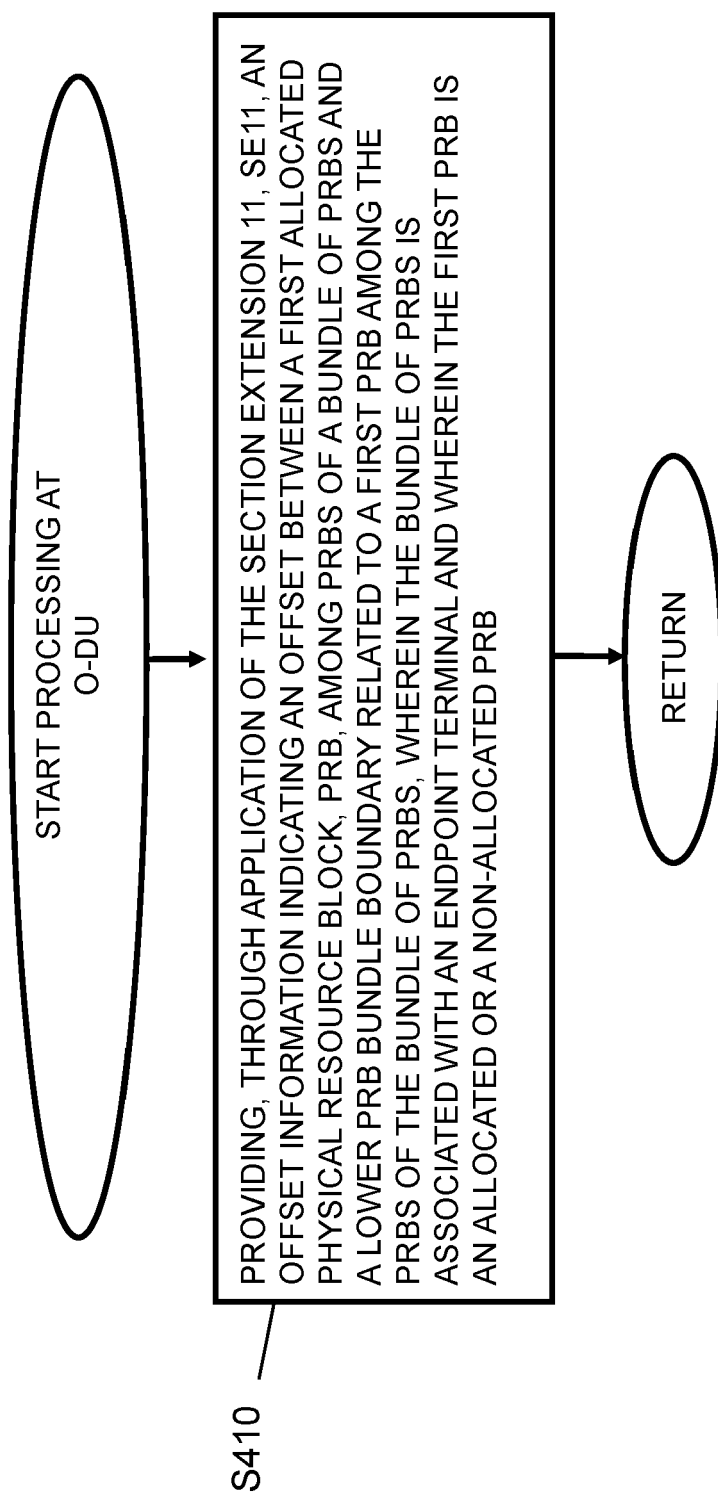 START PROCESSING AT
O-DU
S410
PROVIDING, THROUGH APPLICATION OF THE SECTION EXTENSION 11, SE11, AN
OFFSET INFORMATION INDICATING AN OFFSET BETWEEN A FIRST ALLOCATED
PHYSICAL RESOURCE BLOCK, PRB, AMONG PRBS OF A BUNDLE OF PRBS AND
A LOWER PRB BUNDLE BOUNDARY RELATED TO A FIRST PRB AMONG THE
PRBS OF THE BUNDLE OF PRBS, WHEREIN THE BUNDLE OF PRBS IS
ASSOCIATED WITH AN ENDPOINT TERMINAL AND WHEREIN THE FIRST PRB IS
AN ALLOCATED OR A NON-ALLOCATED PRB
RETURN